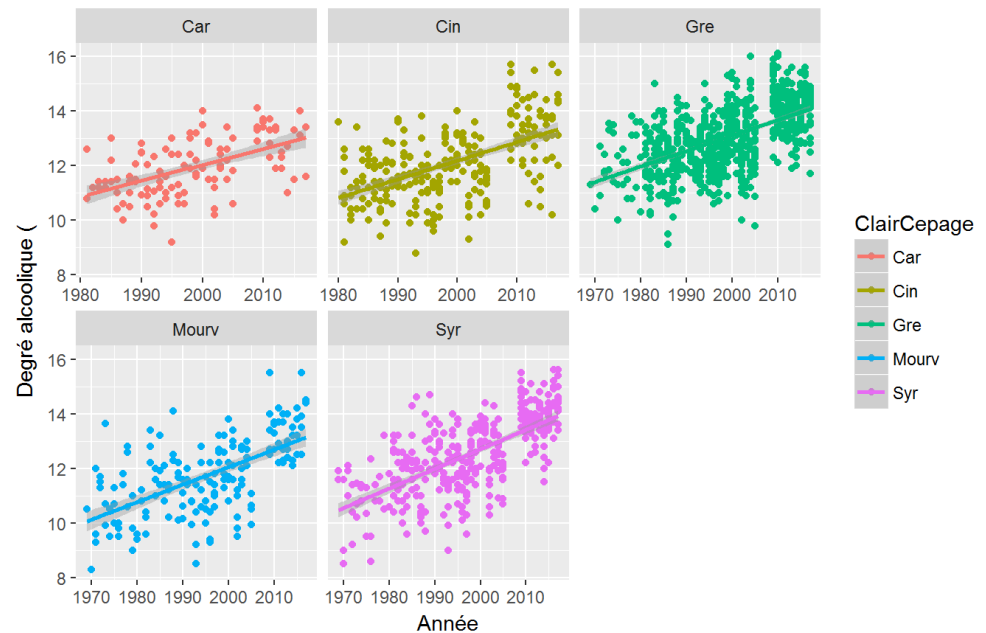 Car Cin Gre
16
14
12
10
8
1980 1990 2000 2010 1980 1990 2000 2010 1970 1980 1990 2000 2010
Mourv Syr
16
14
12
10
8
1970 1980 1990 2000 2010 1970 1980 1990 2000 2010
Année
Degré alcoolique (
ClairCepage
Car
Cin
Gre
Mourv
Syr